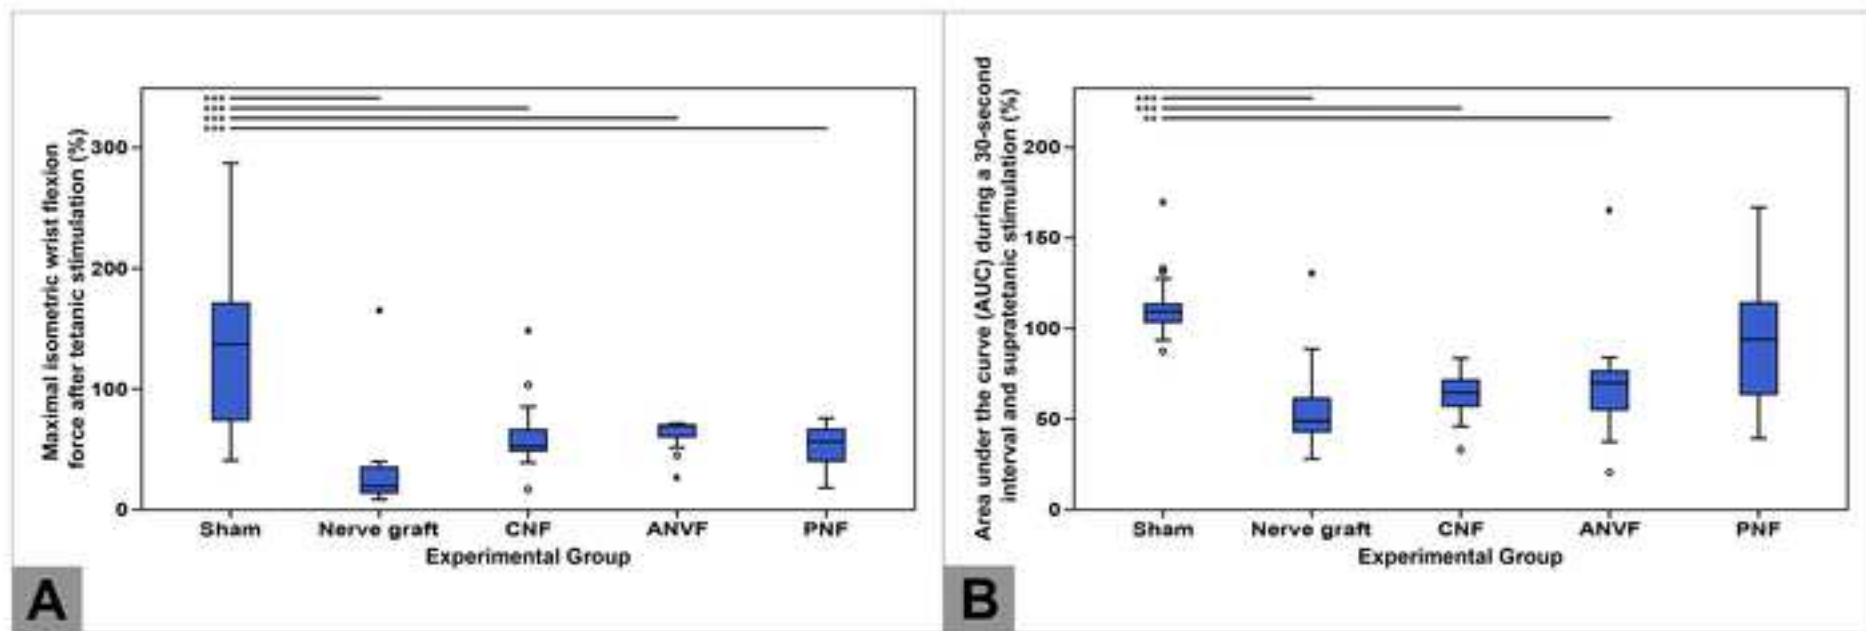 Maximal isometric wrist flexion
force after tetanic stimulation (%)
300
200
100
0
***
***
***
***
Sham Nerve graft CNF ANVF PNF
Experimental Group
A
Area under the curve (AUC) during a 30-second
interval and supratetanic stimulation (%)
200
150
100
50
0
***
***
**
Sham Nerve graft CNF ANVF PNF
Experimental Group
B